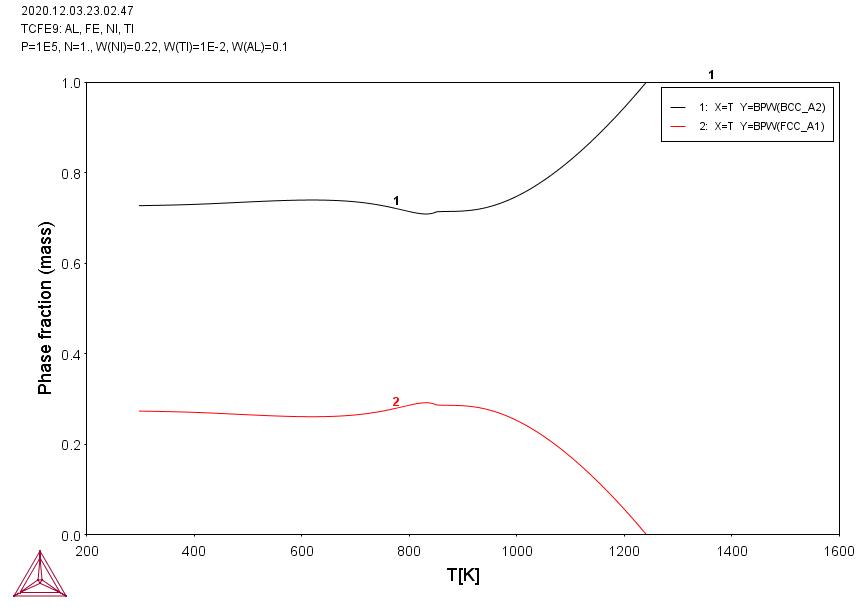 2020.12.03.23.02.47
TCFE9: AL, FE, NI, TI
P=1E5, N=1., W(NI)=0.22, W(TI)=1E-2, W(AL)=0.1
1
1.0
1: X=T Y=BPW(BCC_A2)
2: X=T Y=BPW(FCC_A1)
0.8
1
0.6
Phase fraction (mass)
0.4
2
0.2
0.0
200 400 600 800 1000 1200 1400 1600
T[K]